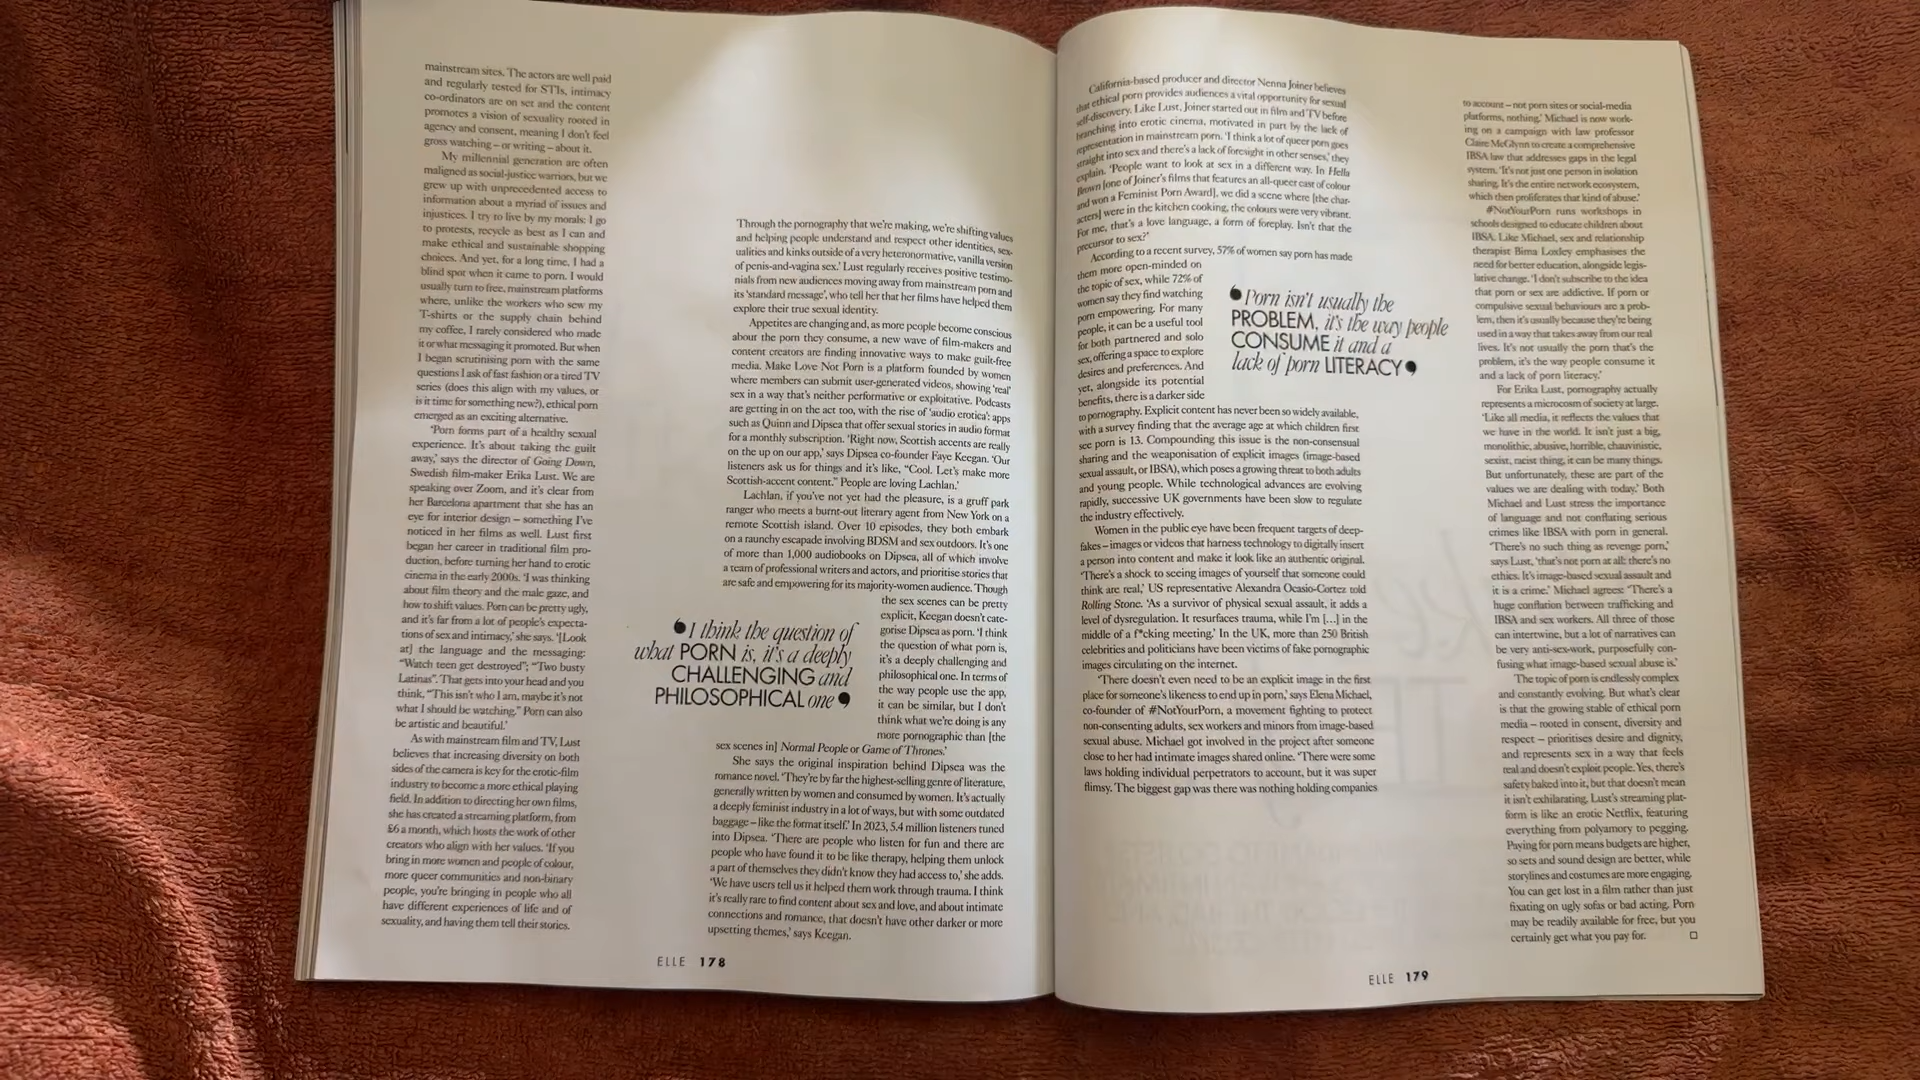 mainstream sites. The actors are well paid
and regularly tested for STIs, intimacy
co-ordinators are on set and the content
promotes a vision of sexuality rooted in
agency and consent, meaning I don't feel
gross watching – or writing – about it.
My millennial generation are often
maligned as social-justice warriors, but we
grew up with unprecedented access to
information about a myriad of issues and
injustices. I try to live by my morals: I go
to protests, recycle as best as I can and
make ethical and sustainable shopping
choices. And yet, for a long time, I had a
blind spot when it came to porn. I would
usually turn to free, mainstream platforms
where, unlike the workers who sew my
T-shirts or the supply chain behind
my coffee, I rarely considered who made
it or what messaging it promoted. But when
I began scrutinising porn with the same
questions I ask of fast fashion or a tired TV
series (does this align with my values, or
is it time for something new?), ethical porn
emerged as an exciting alternative.
'Porn forms part of a healthy sexual
experience. It's about taking the guilt
away,' says the director of Going Down,
Swedish film-maker Erika Lust. We are
speaking over Zoom, and it's clear from
her Barcelona apartment that she has an
eye for interior design – something I've
noticed in her films as well. Lust first
began her career in traditional film pro-
duction, before turning her hand to erotic
cinema in the early 2000s. 'I was thinking
about film theory and the male gaze, and
how to shift values. Porn can be pretty ugly,
and it's far from a lot of people's expecta-
tions of sex and intimacy,' she says. '[Look
at] the language and the messaging:
"Watch teen get destroyed"; "Two busty
Latinas". That gets into your head and you
think, "This isn't who I am, maybe it's not
what I should be watching." Porn can also
be artistic and beautiful.'
As with mainstream film and TV, Lust
believes that increasing diversity on both
sides of the camera is key for the erotic-film
industry to become a more ethical playing
field. In addition to directing her own films,
she has created a streaming platform, from
£6 a month, which hosts the work of other
creators who align with her values. 'If you
bring in more women and people of colour,
more queer communities and non-binary
people, you're bringing in people who all
have different experiences of life and of
sexuality, and having them tell their stories.
Through the pornography that we're making, we're shifting values
and helping people understand and respect other identities, sex-
ualities and kinks outside of a very heteronormative, vanilla version
of penis-and-vagina sex.' Lust regularly receives positive testimo-
nials from new audiences moving away from mainstream porn and
its 'standard message', who tell her that her films have helped them
explore their true sexual identity.
Appetites are changing and, as more people become conscious
about the porn they consume, a new wave of film-makers and
content creators are finding innovative ways to make guilt-free
media. Make Love Not Porn is a platform founded by women
where members can submit user-generated videos, showing 'real'
sex in a way that's neither performative or exploitative. Podcasts
are getting in on the act too, with the rise of 'audio erotica'; apps
such as Quinn and Dipsea that offer sexual stories in audio format
for a monthly subscription. 'Right now, Scottish accents are really
on the up on our app,' says Dipsea co-founder Faye Keegan. 'Our
listeners ask us for things and it's like, "Cool. Let's make more
Scottish-accent content." People are loving Lachlan.'
Lachlan, if you've not yet had the pleasure, is a gruff park
ranger who meets a burnt-out literary agent from New York on a
remote Scottish island. Over 10 episodes, they both embark
on a raunchy escapade involving BDSM and sex outdoors. It's one
of more than 1,000 audiobooks on Dipsea, all of which involve
a team of professional writers and actors, and prioritise stories that
are safe and empowering for its majority-women audience. Though
the sex scenes can be pretty
explicit, Keegan doesn't cate-
gorise Dipsea as porn. 'I think
the question of what porn is,
it's a deeply challenging and
philosophical one. In terms of
the way people use the app,
it can be similar, but I don't
think what we're doing is any
more pornographic than [the
sex scenes in] Normal People or Game of Thrones.'
She says the original inspiration behind Dipsea was the
romance novel. 'They're by far the highest-selling genre of literature,
generally written by women and consumed by women. It's actually
a deeply feminist industry in a lot of ways, but with some outdated
baggage – like the format itself.' In 2023, 5.4 million listeners tuned
into Dipsea. 'There are people who listen for fun and there are
people who have found it to be like therapy, helping them unlock
a part of themselves they didn't know they had access to,' she adds.
'We have users tell us it helped them work through trauma. I think
it's really rare to find content about sex and love, and about intimate
connections and romance, that doesn't have other darker or more
upsetting themes,' says Keegan.
'I think the question of
what PORN is, it's a deeply
CHALLENGING and
PHILOSOPHICAL one'
ELLE 178
California-based producer and director Nenna Joiner believes
that ethical porn provides audiences a vital opportunity for sexual
self-discovery. Like Lust, Joiner started out in film and TV before
branching into erotic cinema, motivated in part by the lack of
representation in mainstream porn. 'I think a lot of queer porn goes
straight into sex and there's a lack of foresight in other senses,' they
explain. 'People want to look at sex in a different way. In Hella
Brown [one of Joiner's films that features an all-queer cast of colour
and won a Feminist Porn Award], we did a scene where [the char-
acters] were in the kitchen cooking, the colours were very vibrant.
For me, that's a love language, a form of foreplay. Isn't that the
precursor to sex?'
According to a recent survey, 57% of women say porn has made
them more open-minded on
the topic of sex, while 72% of
women say they find watching
porn empowering. For many
people, it can be a useful tool
for both partnered and solo
sex, offering a space to explore
desires and preferences. And
yet, alongside its potential
benefits, there is a darker side
to pornography. Explicit content has never been so widely available,
with a survey finding that the average age at which children first
see porn is 13. Compounding this issue is the non-consensual
sharing and the weaponisation of explicit images (image-based
sexual assault, or IBSA), which poses a growing threat to both adults
and young people. While technological advances are evolving
rapidly, successive UK governments have been slow to regulate
the industry effectively.
Women in the public eye have been frequent targets of deep-
fakes – images or videos that harness technology to digitally insert
a person into content and make it look like an authentic original.
'There's a shock to seeing images of yourself that someone could
think are real,' US representative Alexandra Ocasio-Cortez told
Rolling Stone. 'As a survivor of physical sexual assault, it adds a
level of dysregulation. It resurfaces trauma, while I'm [...] in the
middle of a f*cking meeting.' In the UK, more than 250 British
celebrities and politicians have been victims of fake pornographic
images circulating on the internet.
'There doesn't even need to be an explicit image in the first
place for someone's likeness to end up in porn,' says Elena Michael,
co-founder of #NotYourPorn, a movement fighting to protect
non-consenting adults, sex workers and minors from image-based
sexual abuse. Michael got involved in the project after someone
close to her had intimate images shared online. 'There were some
laws holding individual perpetrators to account, but it was super
flimsy. The biggest gap was there was nothing holding companies
'Porn isn't usually the
PROBLEM, it's the way people
CONSUME it and a
lack of porn LITERACY'
to account – not porn sites or social-media
platforms, nothing.' Michael is now work-
ing on a campaign with law professor
Claire McGlynn to create a comprehensive
IBSA law that addresses gaps in the legal
system. 'It's not just one person in isolation
sharing. It's the entire network ecosystem,
which then proliferates that kind of abuse.'
#NotYourPorn runs workshops in
schools designed to educate children about
IBSA. Like Michael, sex and relationship
therapist Bima Loxley emphasises the
need for better education, alongside legis-
lative change. 'I don't subscribe to the idea
that porn or sex are addictive. If porn or
compulsive sexual behaviours are a prob-
lem, then it's usually because they're being
used in a way that takes away from our real
lives. It's not usually the porn that's the
problem, it's the way people consume it
and a lack of porn literacy.'
For Erika Lust, pornography actually
represents a microcosm of society at large.
'Like all media, it reflects the values that
we have in the world. It isn't just a big,
monolithic, abusive, horrible, chauvinistic,
sexist, racist thing, it can be many things.
But unfortunately, these are part of the
values we are dealing with today.' Both
Michael and Lust stress the importance
of language and not conflating serious
crimes like IBSA with porn in general.
'There's no such thing as revenge porn,'
says Lust, 'that's not porn at all; there's no
ethics. It's image-based sexual assault and
it is a crime.' Michael agrees: 'There's a
huge conflation between trafficking and
IBSA and sex workers. All three of those
can intertwine, but a lot of narratives can
be very anti-sex-work, purposefully con-
fusing what image-based sexual abuse is.'
The topic of porn is endlessly complex
and constantly evolving. But what's clear
is that the growing stable of ethical porn
media – rooted in consent, diversity and
respect – prioritises desire and dignity,
and represents sex in a way that feels
real and doesn't exploit people. Yes, there's
safety baked into it, but that doesn't mean
it isn't exhilarating. Lust's streaming plat-
form is like an erotic Netflix, featuring
everything from polyamory to pegging.
Paying for porn means budgets are higher,
so sets and sound design are better, while
storylines and costumes are more engaging.
You can get lost in a film rather than just
fixating on ugly sofas or bad acting. Porn
may be readily available for free, but you
certainly get what you pay for.
ELLE 179